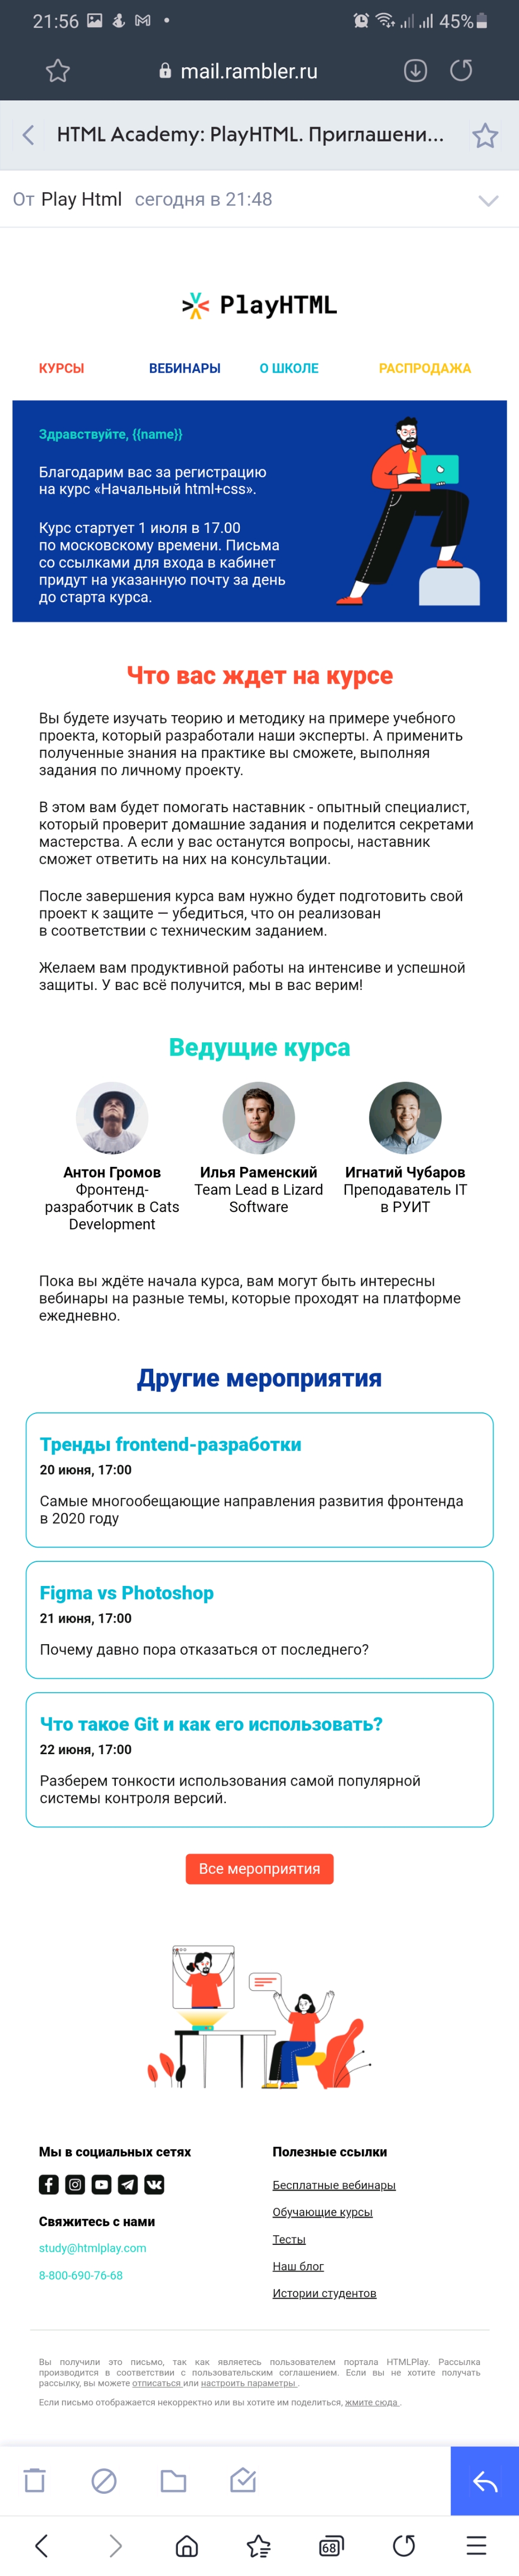 21:56
45%
mail.rambler.ru
HTML Academy: PlayHTML. Приглашени...
От Play Html сегодня в 21:48
PlayHTML
КУРСЫ ВЕБИНАРЫ О ШКОЛЕ РАСПРОДАЖА
Здравствуйте, {{name}}
Благодарим вас за регистрацию
на курс «Начальный html+css».
Курс стартует 1 июля в 17.00
по московскому времени. Письма
со ссылками для входа в кабинет
придут на указанную почту за день
до старта курса.
Что вас ждет на курсе
Вы будете изучать теорию и методику на примере учебного
проекта, который разработали наши эксперты. А применить
полученные знания на практике вы сможете, выполняя
задания по личному проекту.
В этом вам будет помогать наставник - опытный специалист,
который проверит домашние задания и поделится секретами
мастерства. А если у вас останутся вопросы, наставник
сможет ответить на них на консультации.
После завершения курса вам нужно будет подготовить свой
проект к защите — убедиться, что он реализован
в соответствии с техническим заданием.
Желаем вам продуктивной работы на интенсиве и успешной
защиты. У вас всё получится, мы в вас верим!
Ведущие курса
Антон Громов
Фронтенд-
разработчик в Cats
Development
Илья Раменский
Team Lead в Lizard
Software
Игнатий Чубаров
Преподаватель IT
в РУИТ
Пока вы ждёте начала курса, вам могут быть интересны
вебинары на разные темы, которые проходят на платформе
ежедневно.
Другие мероприятия
Тренды frontend-разработки
20 июня, 17:00
Самые многообещающие направления развития фронтенда
в 2020 году
Figma vs Photoshop
21 июня, 17:00
Почему давно пора отказаться от последнего?
Что такое Git и как его использовать?
22 июня, 17:00
Разберем тонкости использования самой популярной
системы контроля версий.
Все мероприятия
Мы в социальных сетях
Свяжитесь с нами
study@htmlplay.com
8-800-690-76-68
Полезные ссылки
Бесплатные вебинары
Обучающие курсы
Тесты
Наш блог
Истории студентов
Вы получили это письмо, так как являетесь пользователем портала HTMLPlay. Рассылка
производится в соответствии с пользовательским соглашением. Если вы не хотите получать
рассылку, вы можете отписаться или настроить параметры .
Если письмо отображается некорректно или вы хотите им поделиться, жмите сюда .
68